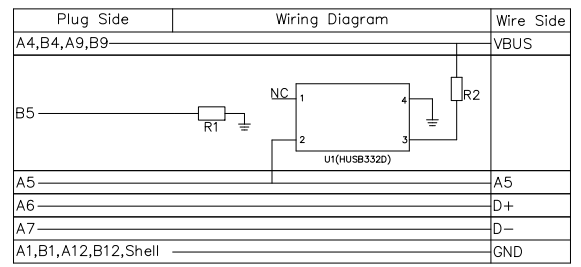 Plug Side Wiring Diagram Wire Side
A4,B4,A9,B9 VBUS
NC 1 4 R2
B5 R1
2 3
U1(HUSB332D)
A5 A5
A6 D+
A7 D-
A1,B1,A12,B12,Shell GND